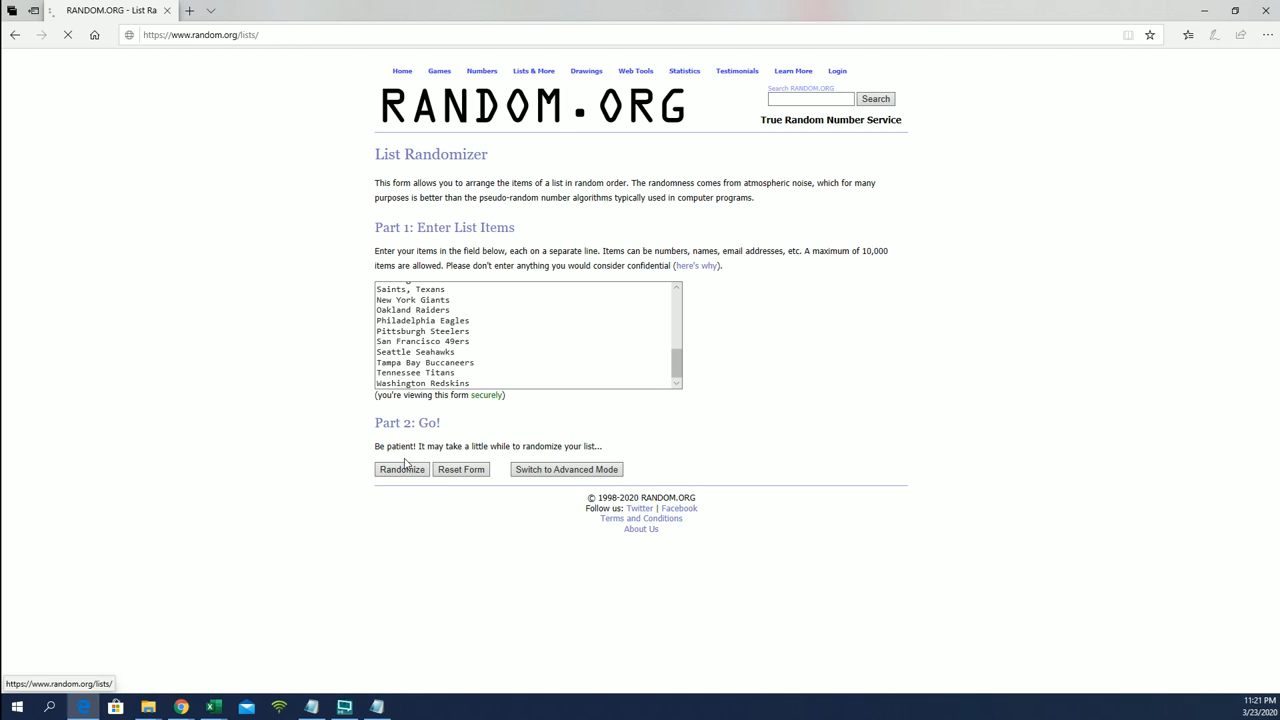 RANDOM.ORG - List Ra
https://www.random.org/lists/
Home Games Numbers Lists & More Drawings Web Tools Statistics Testimonials Learn More Login
Search RANDOM.ORG
RANDOM.ORG
Search
True Random Number Service
List Randomizer
This form allows you to arrange the items of a list in random order. The randomness comes from atmospheric noise, which for many
purposes is better than the pseudo-random number algorithms typically used in computer programs.
Part 1: Enter List Items
Enter your items in the field below, each on a separate line. Items can be numbers, names, email addresses, etc. A maximum of 10,000
items are allowed. Please don't enter anything you would consider confidential (here's why).
Saints, Texans
New York Giants
Oakland Raiders
Philadelphia Eagles
Pittsburgh Steelers
San Francisco 49ers
Seattle Seahawks
Tampa Bay Buccaneers
Tennessee Titans
Washington Redskins
(you're viewing this form securely)
Part 2: Go!
Be patient! It may take a little while to randomize your list...
Randomize Reset Form Switch to Advanced Mode
© 1998-2020 RANDOM.ORG
Follow us: Twitter | Facebook
Terms and Conditions
About Us
https://www.random.org/lists/
11:21 PM
3/23/2020